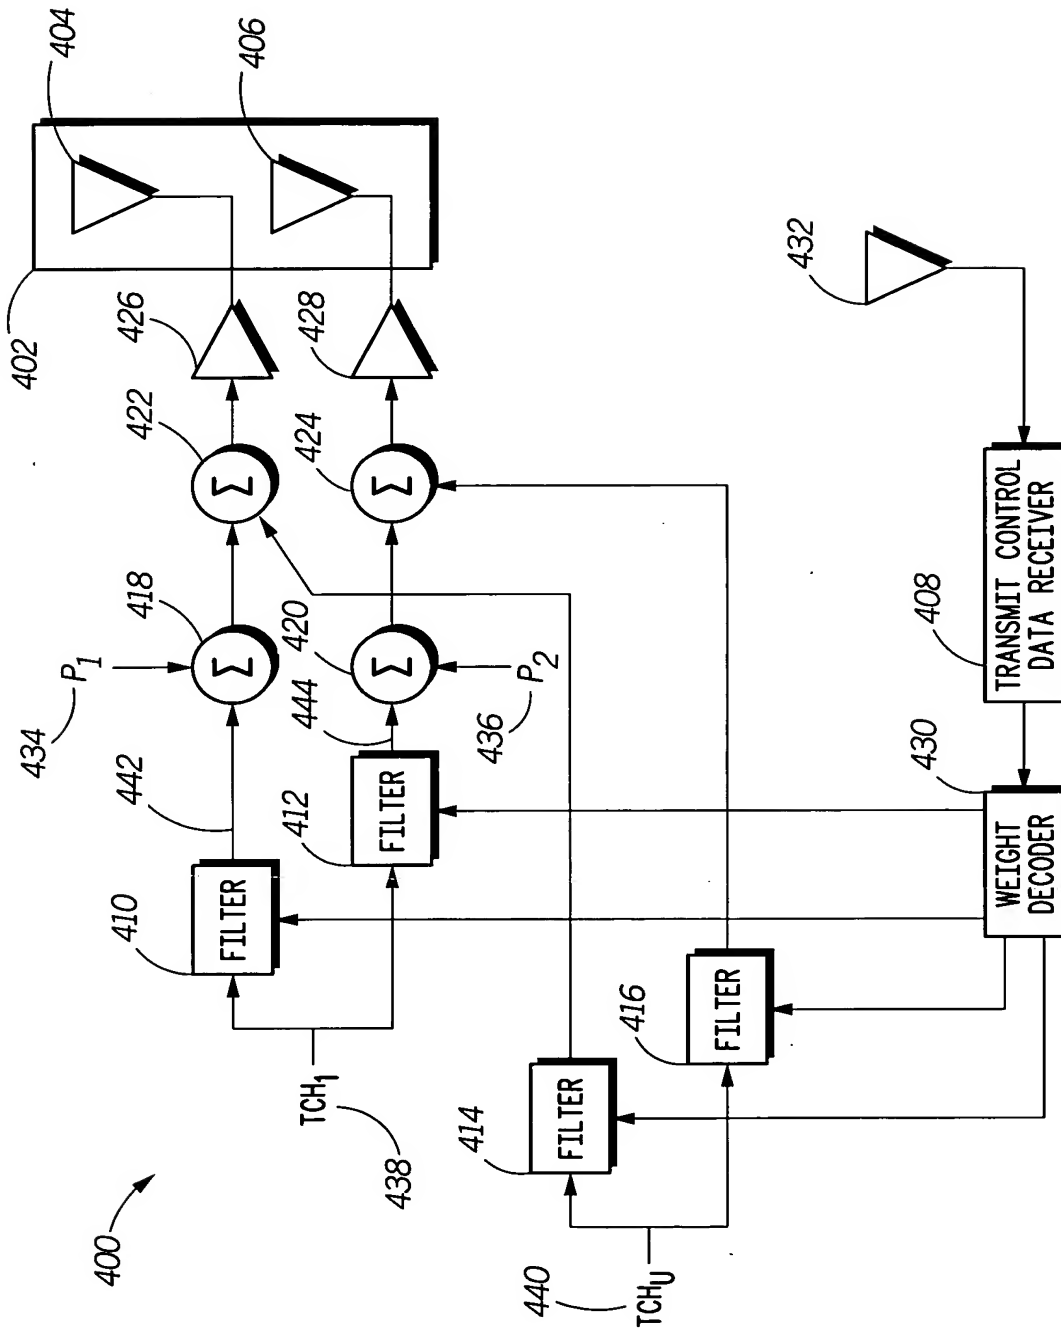 400
402
404
406
426
428
422
424
Σ
Σ
418
420
Σ
Σ
434
P1
436
P2
442
444
410
FILTER
412
FILTER
TCH1
438
414
FILTER
416
FILTER
TCHU
440
432
408
TRANSMIT CONTROL
DATA RECEIVER
430
WEIGHT
DECODER